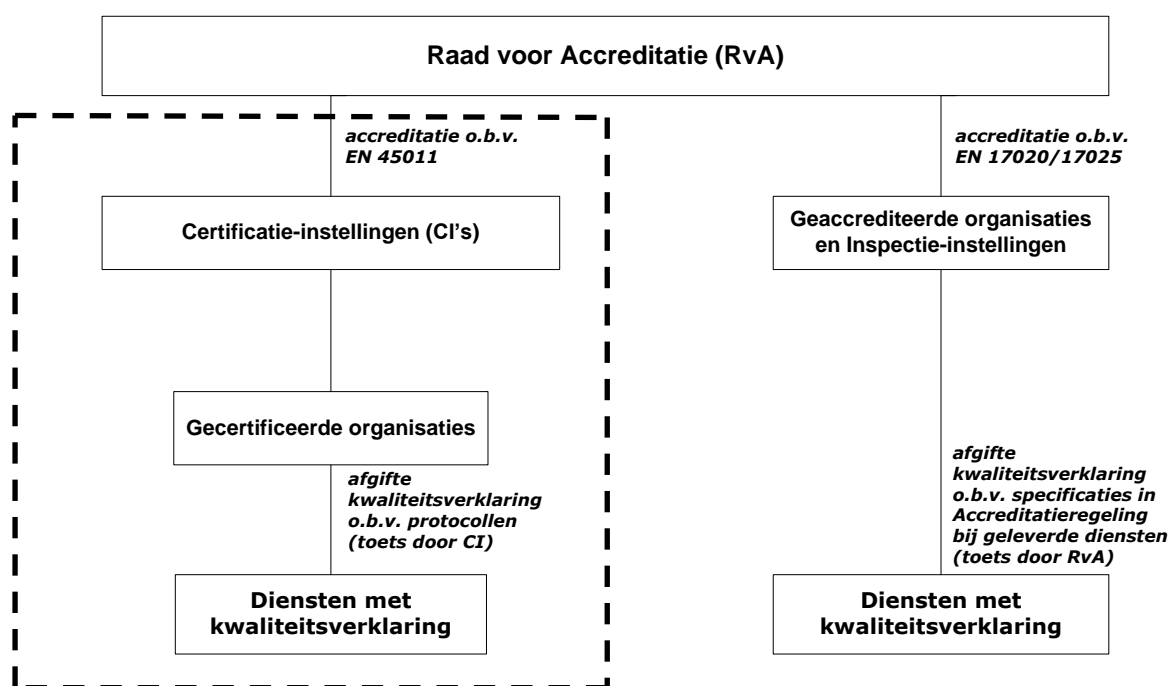 Raad voor Accreditatie (RvA)
accreditatie o.b.v.
EN 45011
accreditatie o.b.v.
EN 17020/17025
Certificatie-instellingen (CI's)
Geaccrediteerde organisaties
en Inspectie-instellingen
Gecertificeerde organisaties
afgifte
kwaliteitsverklaring
o.b.v. protocollen
(toets door CI)
afgifte
kwaliteitsverklaring
o.b.v. specificaties in
Accreditatieregeling
bij geleverde diensten
(toets door RvA)
Diensten met
kwaliteitsverklaring
Diensten met
kwaliteitsverklaring